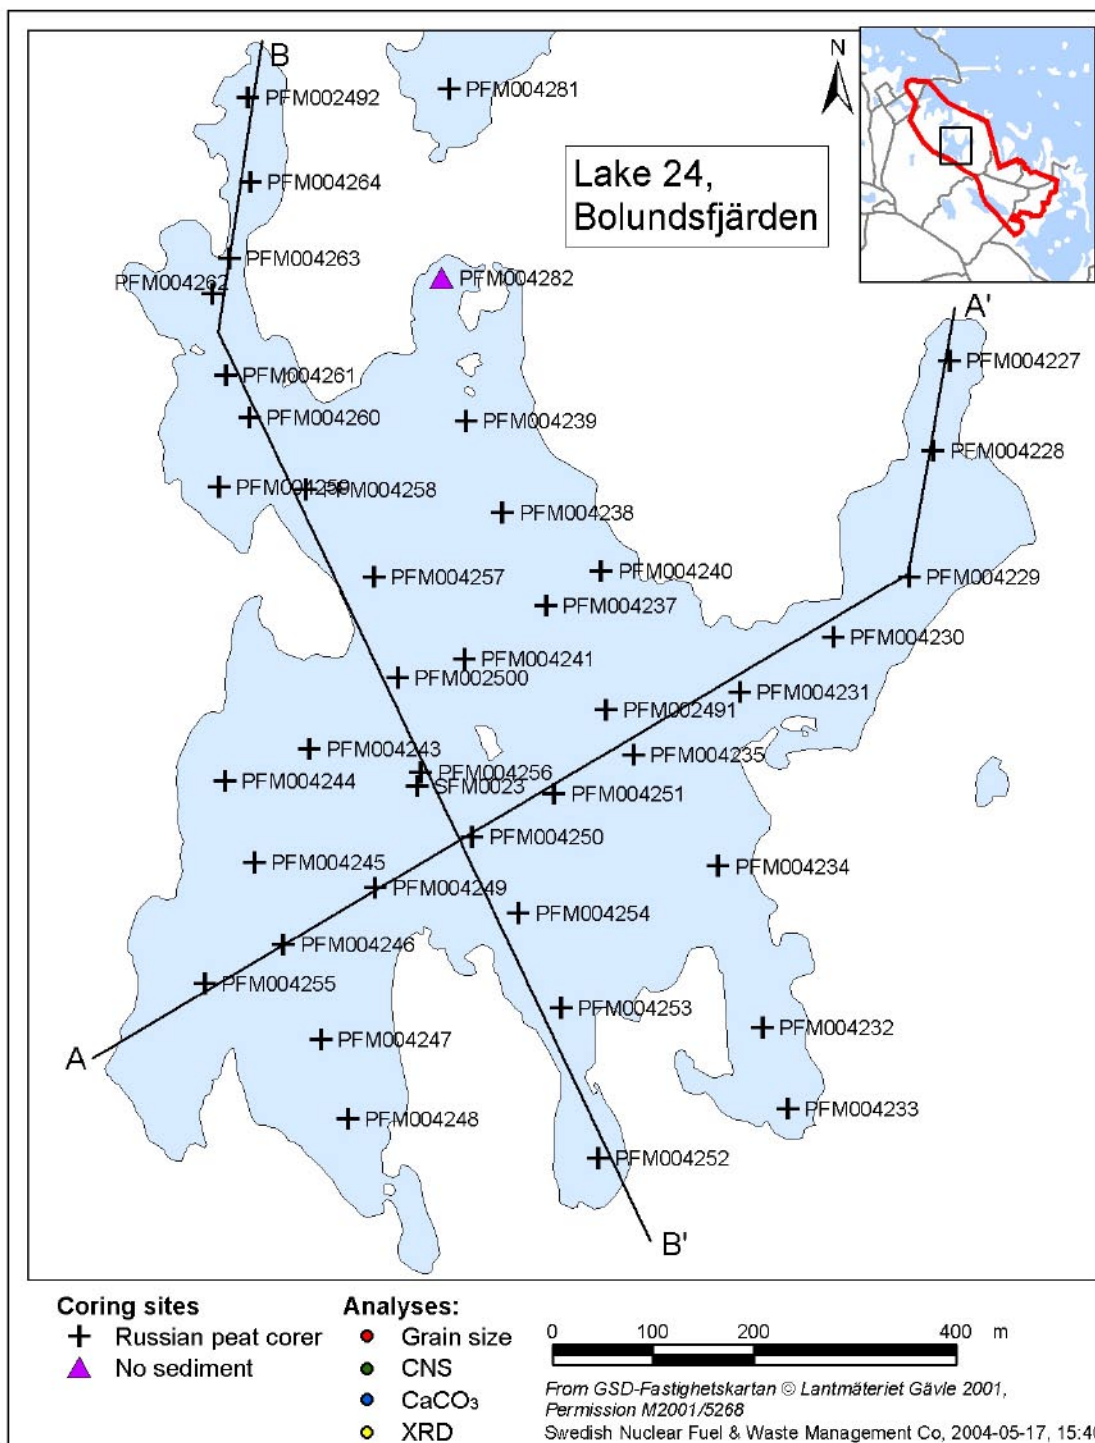 B
PFM002492
PFM004281
N
PFM004264
Lake 24,
Bolundsfjärden
PFM004263
PFM004262
PFM004282
A'
PFM004227
PFM004261
PFM004260
PFM004239
PFM004228
PFM004259
PFM004258
PFM004238
PFM004257
PFM004240
PFM004229
PFM004237
PFM004230
PFM004241
PFM002500
PFM004231
PFM002491
PFM004243
PFM004235
PFM004256
PFM004244
SFM0023
PFM004251
PFM004250
PFM004245
PFM004234
PFM004249
PFM004254
PFM004246
PFM004255
PFM004253
PFM004232
PFM004247
A
PFM004233
PFM004248
PFM004252
B'
Coring sites
Russian peat corer
No sediment
Analyses:
Grain size
CNS
CaCO₃
XRD
0 100 200 400 m
From GSD-Fastighetskartan © Lantmäteriet Gävle 2001,
Permission M2001/5268
Swedish Nuclear Fuel & Waste Management Co, 2004-05-17, 15:40